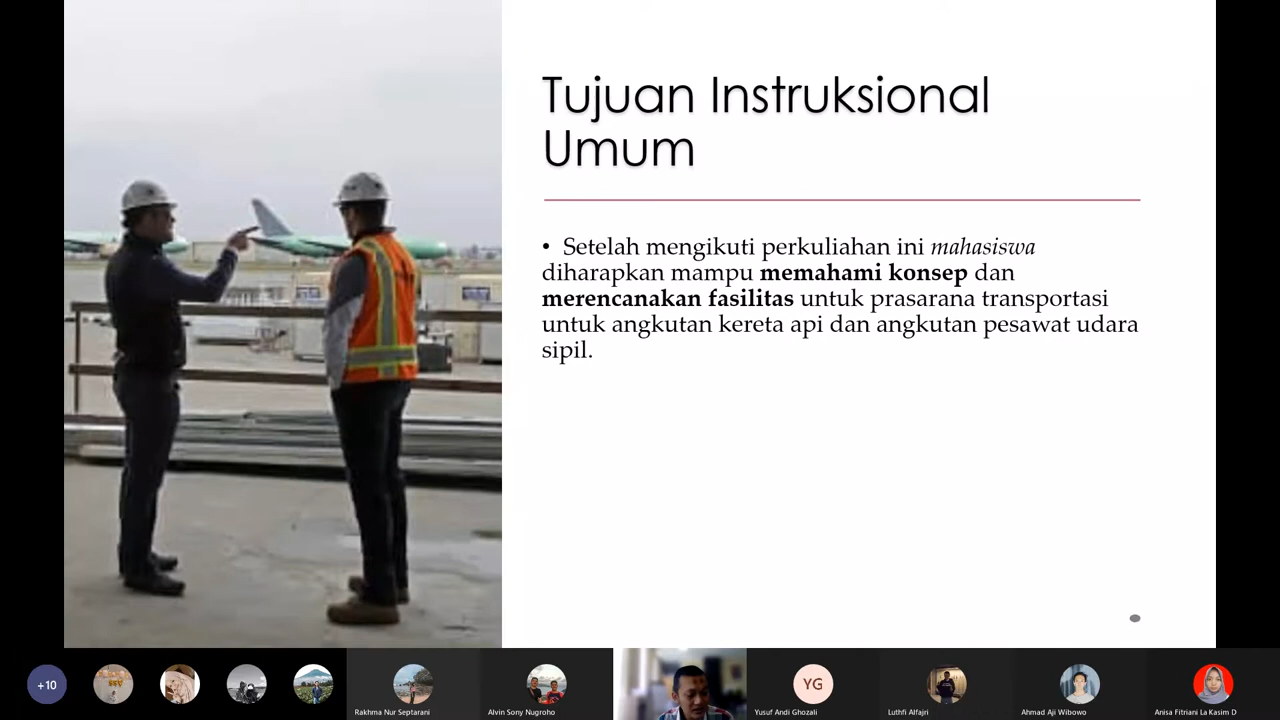 Tujuan Instruksional
Umum
• Setelah mengikuti perkuliahan ini mahasiswa
diharapkan mampu memahami konsep dan
merencanakan fasilitas untuk prasarana transportasi
untuk angkutan kereta api dan angkutan pesawat udara
sipil.
+10
YG
Rakhma Nur Septarani
Alvin Sony Nugroho
Yusuf Andi Ghozali
Luthfi Alfajri
Ahmad Aji Wibowo
Anisa Fitriani La Kasim D